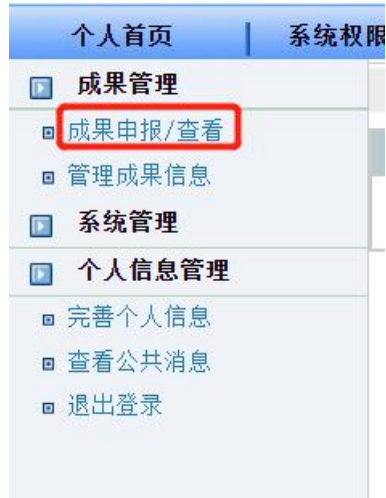 个人首页 系统权限
成果管理
成果申报/查看
管理成果信息
系统管理
个人信息管理
完善个人信息
查看公共消息
退出登录